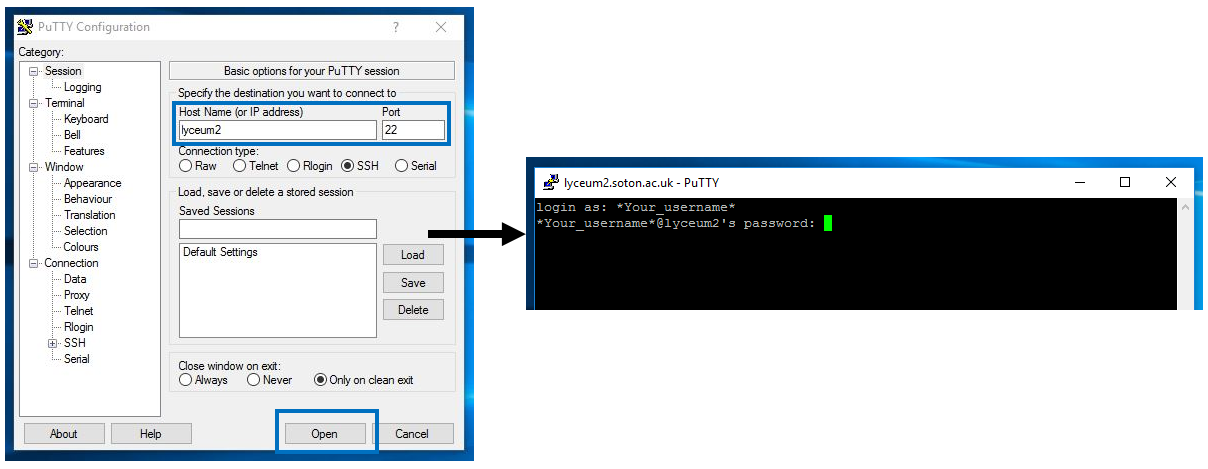 PuTTY Configuration
?
Category:
Session
Logging
Terminal
Keyboard
Bell
Features
Window
Appearance
Behaviour
Translation
Selection
Colours
Connection
Data
Proxy
Telnet
Rlogin
SSH
Serial
Basic options for your PuTTY session
Specify the destination you want to connect to
Host Name (or IP address) Port
lyceum2 22
Connection type:
Raw Telnet Rlogin SSH Serial
Load, save or delete a stored session
Saved Sessions
Default Settings
Load
Save
Delete
Close window on exit:
Always Never Only on clean exit
About Help Open Cancel
lyceum2.soton.ac.uk - PuTTY
login as: *Your_username*
*Your_username*@lyceum2's password: